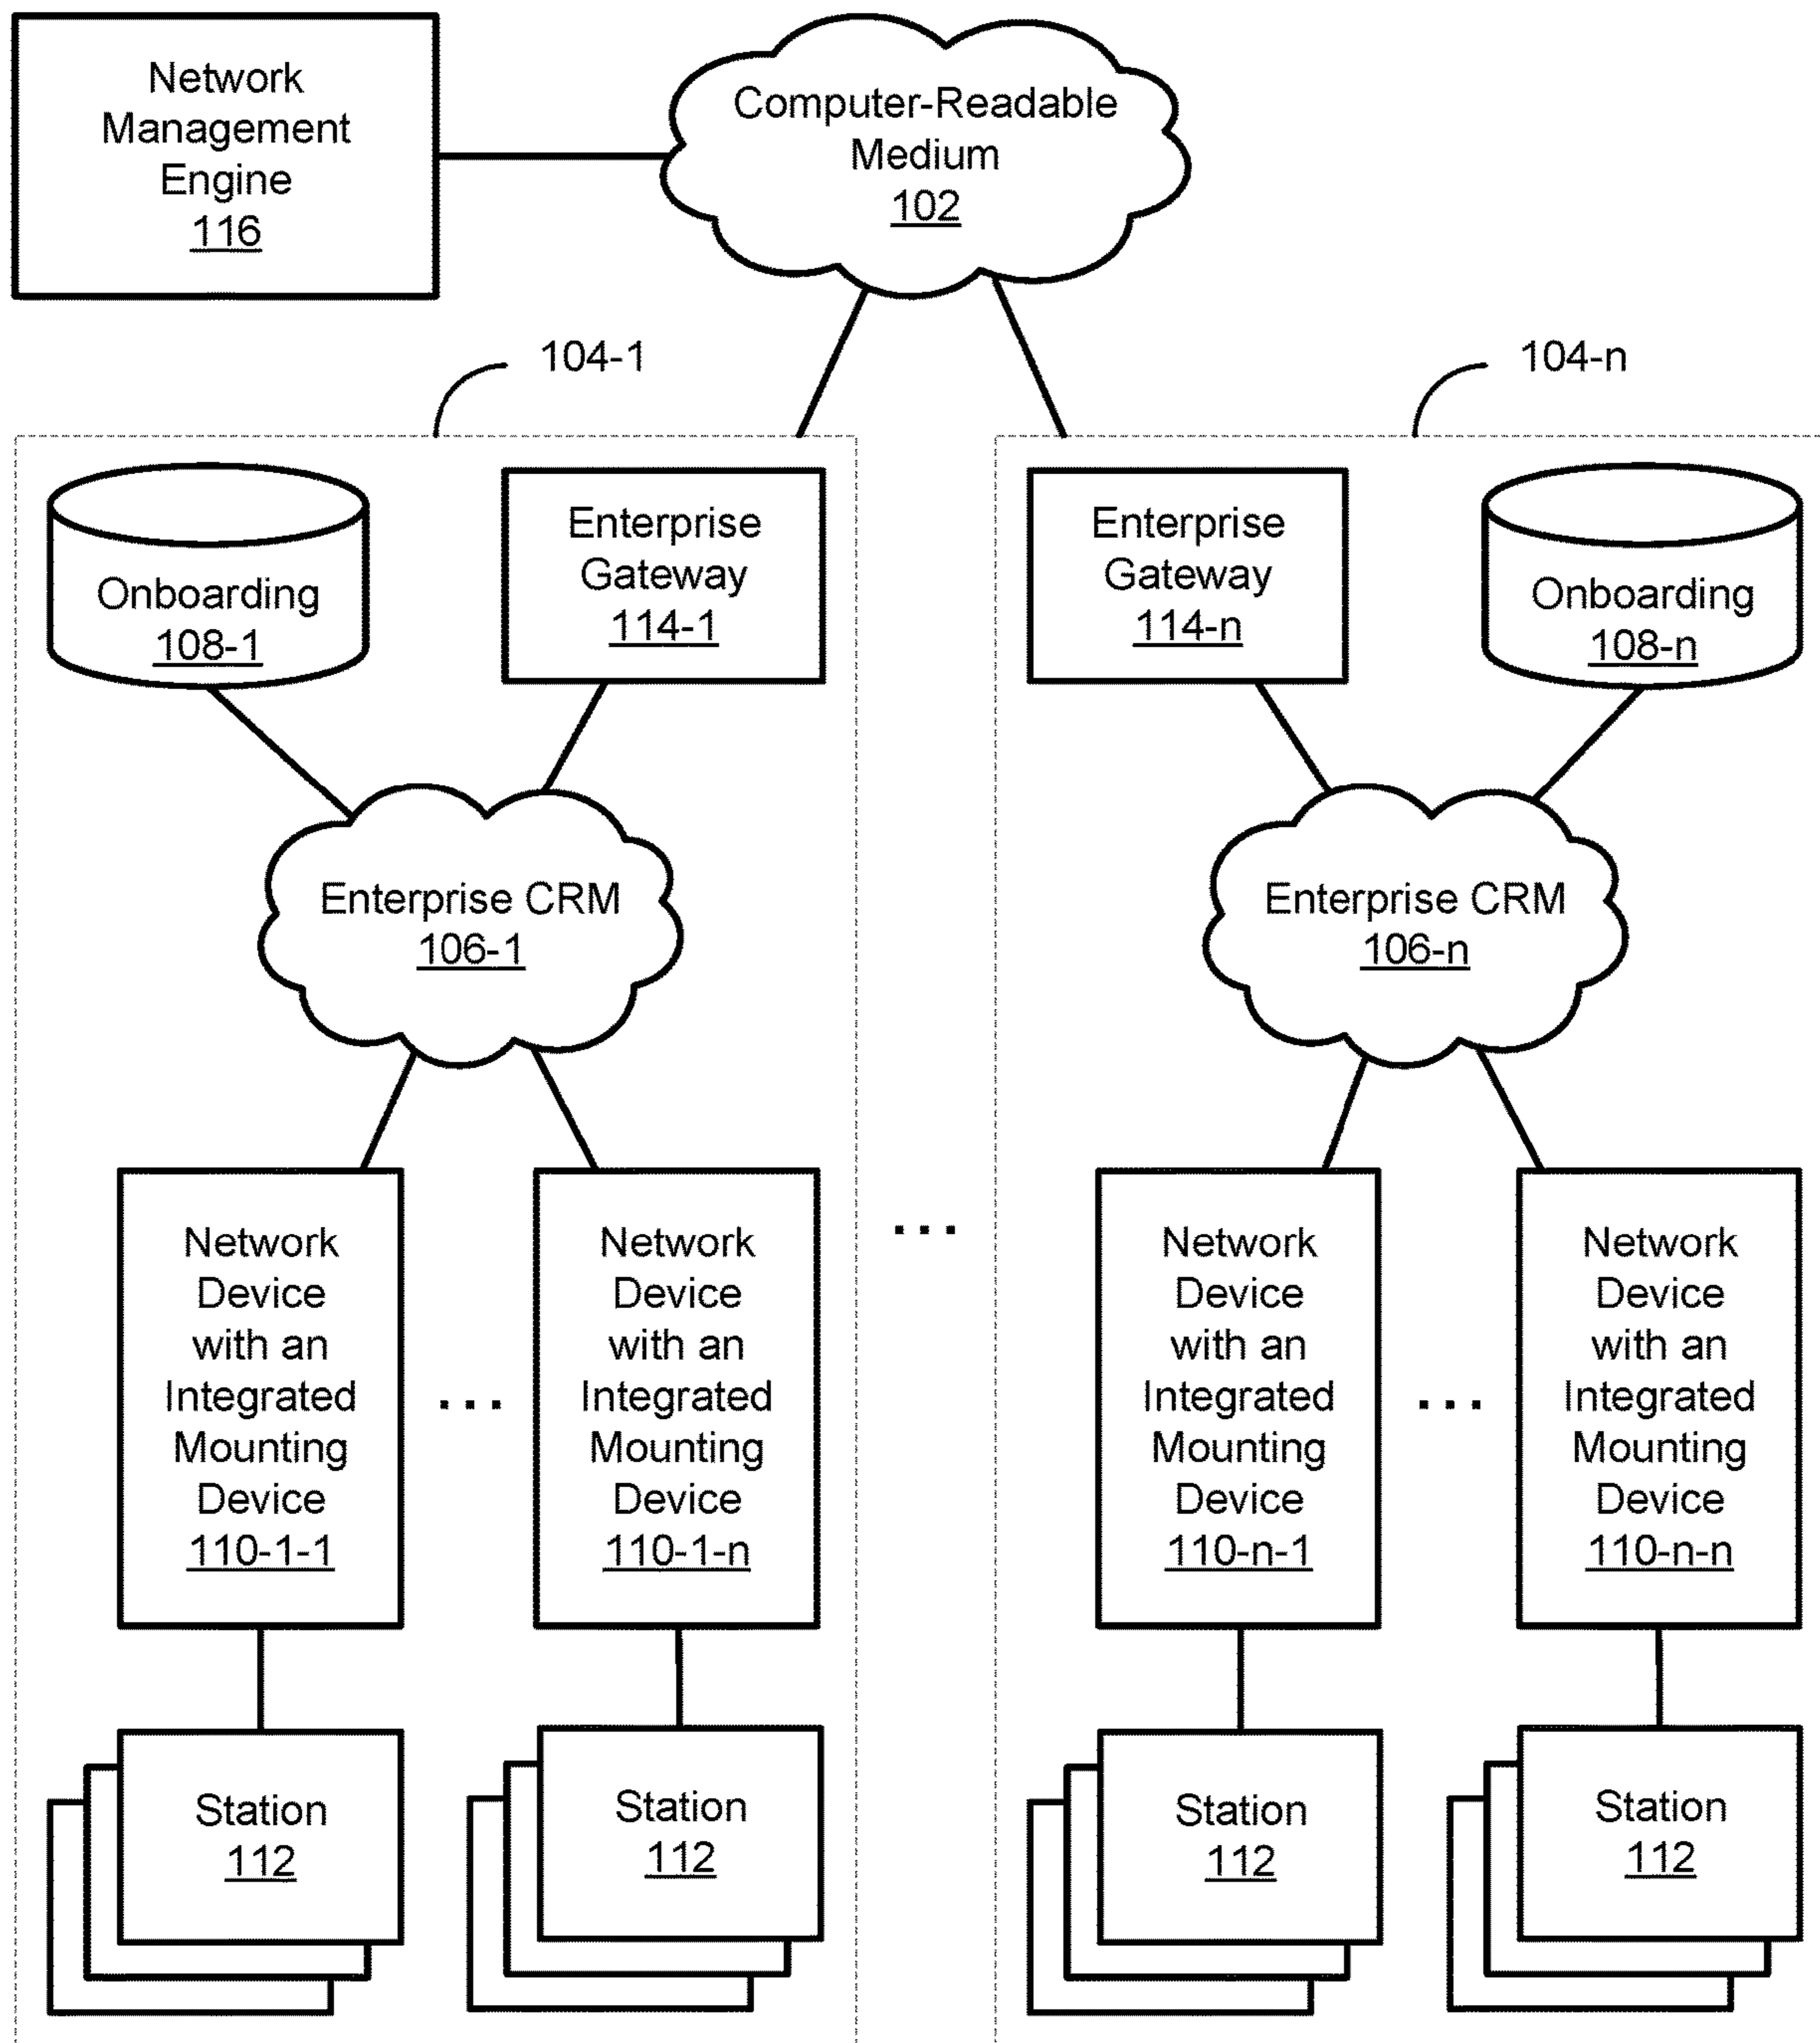 Network
Management
Engine
116
Computer-Readable
Medium
102
104-1
104-n
Onboarding
108-1
Enterprise
Gateway
114-1
Enterprise
Gateway
114-n
Onboarding
108-n
Enterprise CRM
106-1
Enterprise CRM
106-n
Network
Device
with an
Integrated
Mounting
Device
110-1-1
...
Network
Device
with an
Integrated
Mounting
Device
110-1-n
...
Network
Device
with an
Integrated
Mounting
Device
110-n-1
...
Network
Device
with an
Integrated
Mounting
Device
110-n-n
Station
112
Station
112
Station
112
Station
112